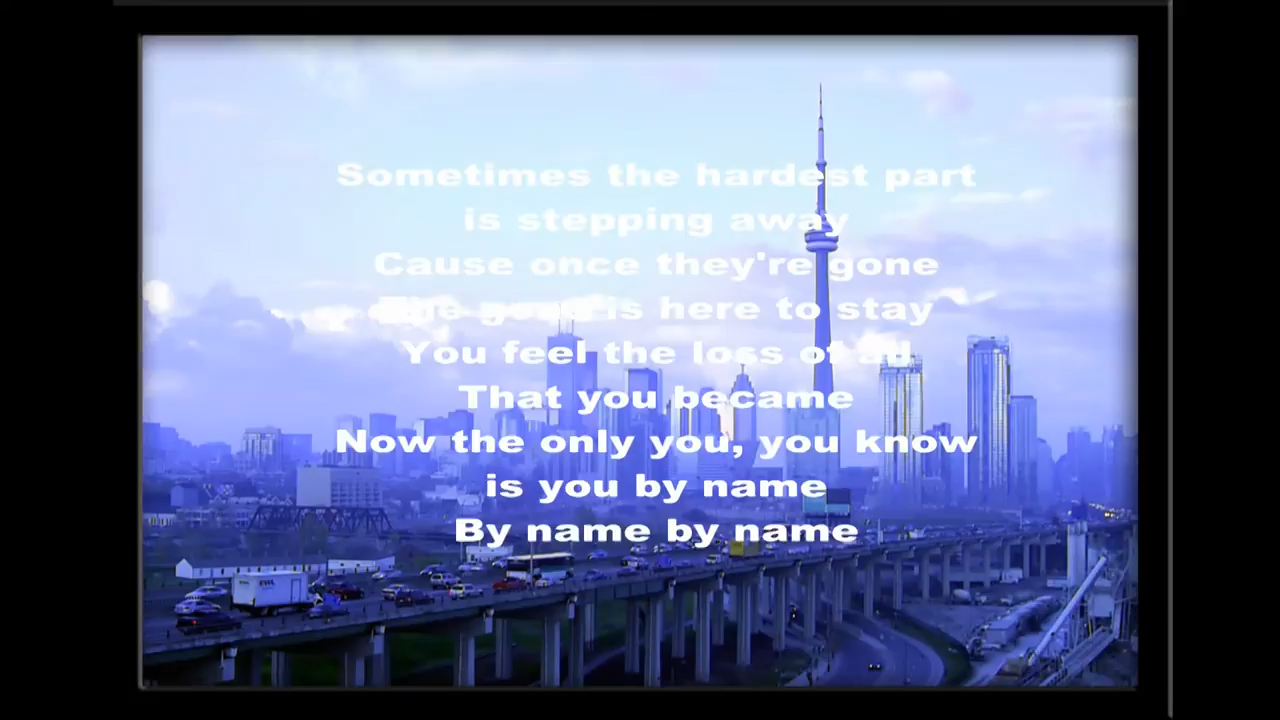 Sometimes the hardest part
is stepping away
Cause once they're gone
The good is here to stay
You feel the loss of all
That you became
Now the only you, you know
is you by name
By name by name